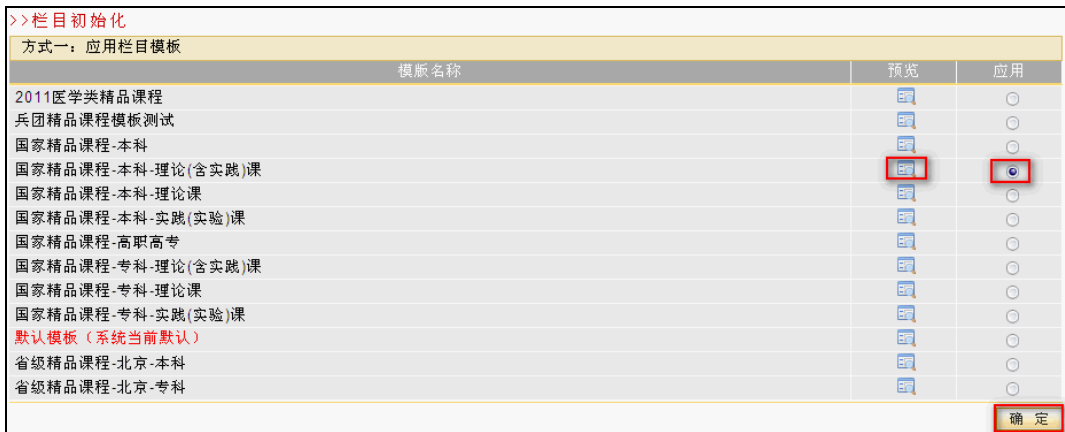 >>栏目初始化
方式一：应用栏目模板
模版名称 预览 应用
2011医学类精品课程
兵团精品课程模板测试
国家精品课程-本科
国家精品课程-本科-理论(含实践)课
国家精品课程-本科-理论课
国家精品课程-本科-实践(实验)课
国家精品课程-高职高专
国家精品课程-专科-理论(含实践)课
国家精品课程-专科-理论课
国家精品课程-专科-实践(实验)课
默认模板（系统当前默认）
省级精品课程-北京-本科
省级精品课程-北京-专科
确 定